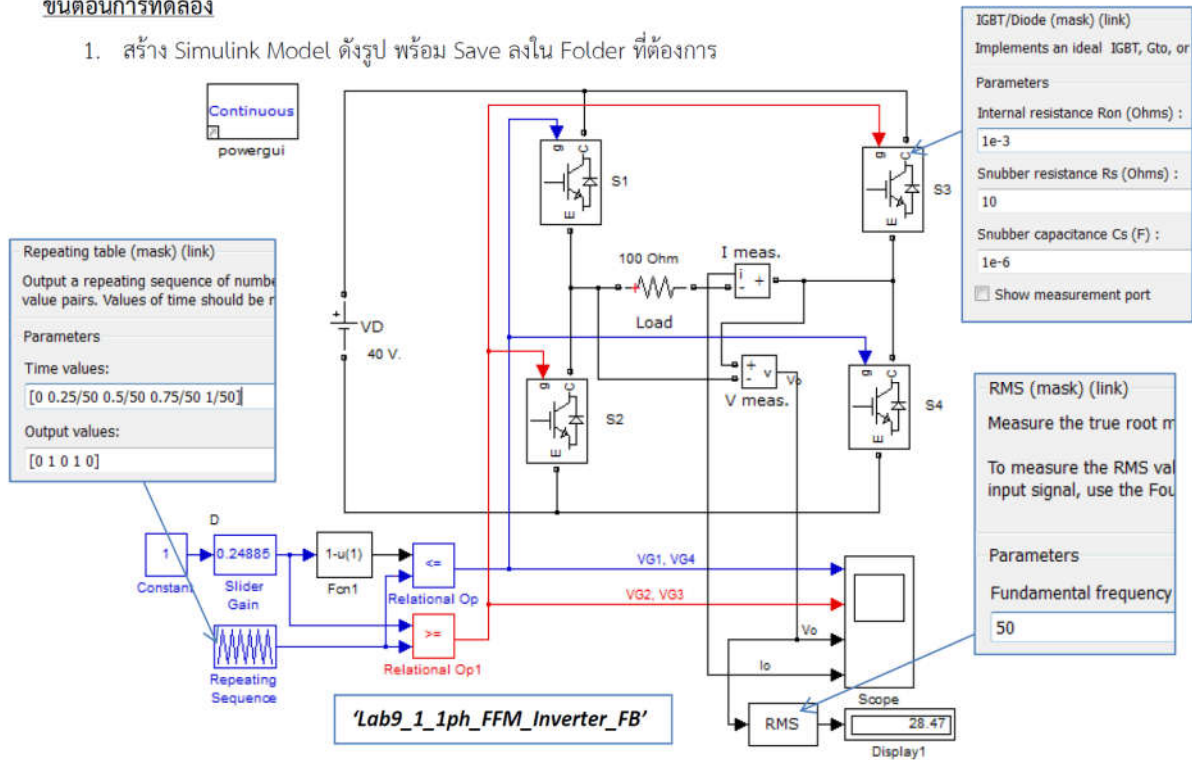 ขั้นตอนการทดลอง
1. สร้าง Simulink Model ดังรูป พร้อม Save ลงใน Folder ที่ต้องการ
Continuous
powergui
IGBT/Diode (mask) (link)
Implements an ideal IGBT, Gto, or
Parameters
Internal resistance Ron (Ohms) :
1e-3
Snubber resistance Rs (Ohms) :
10
Snubber capacitance Cs (F) :
1e-6
Show measurement port
g
C
E
S1
g
C
E
S3
Repeating table (mask) (link)
Output a repeating sequence of numbe
value pairs. Values of time should be
Parameters
Time values:
[0 0.25/50 0.5/50 0.75/50 1/50]
Output values:
[0 1 0 1 0]
+
VD
40 V.
100 Ohm
+
Load
I meas.
i
-
+
+
-
v
Vo
V meas.
g
C
E
S2
g
C
E
S4
RMS (mask) (link)
Measure the true root m
To measure the RMS val
input signal, use the Fou
Parameters
Fundamental frequency
50
D
1
Constant
0.24885
Slider
Gain
1-u(1)
Fcn1
<=
Relational Op
>=
Relational Op1
Repeating
Sequence
VG1, VG4
VG2, VG3
Vo
Io
Scope
'Lab9_1_1ph_FFM_Inverter_FB'
RMS
28.47
Display1